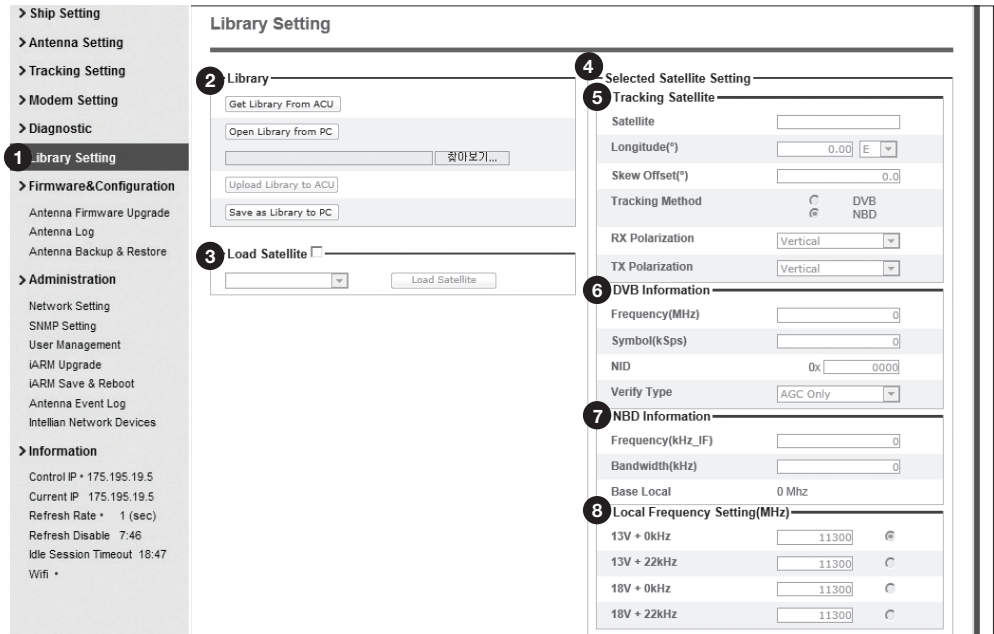 > Ship Setting
> Antenna Setting
> Tracking Setting
> Modem Setting
> Diagnostic
1 Library Setting
> Firmware&Configuration
Antenna Firmware Upgrade
Antenna Log
Antenna Backup & Restore
> Administration
Network Setting
SNMP Setting
User Management
iARM Upgrade
iARM Save & Reboot
Antenna Event Log
Intellian Network Devices
> Information
Control IP • 175.195.19.5
Current IP 175.195.19.5
Refresh Rate • 1 (sec)
Refresh Disable 7:46
Idle Session Timeout 18:47
Wifi •
Library Setting
2 Library
Get Library From ACU
Open Library from PC
찾아보기...
Upload Library to ACU
Save as Library to PC
3 Load Satellite
Load Satellite
4 Selected Satellite Setting
5 Tracking Satellite
Satellite
Longitude(°) 0.00 E
Skew Offset(°) 0.0
Tracking Method DVB
NBD
RX Polarization Vertical
TX Polarization Vertical
6 DVB Information
Frequency(MHz) 0
Symbol(kSps) 0
NID 0x 0000
Verify Type AGC Only
7 NBD Information
Frequency(kHz_IF) 0
Bandwidth(kHz) 0
Base Local 0 Mhz
8 Local Frequency Setting(MHz)
13V + 0kHz 11300
13V + 22kHz 11300
18V + 0kHz 11300
18V + 22kHz 11300